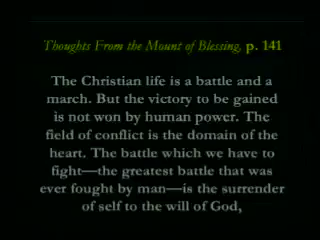 Thoughts From the Mount of Blessing, p. 141
The Christian life is a battle and a
march. But the victory to be gained
is not won by human power. The
field of conflict is the domain of the
heart. The battle which we have to
fight—the greatest battle that was
ever fought by man—is the surrender
of self to the will of God,